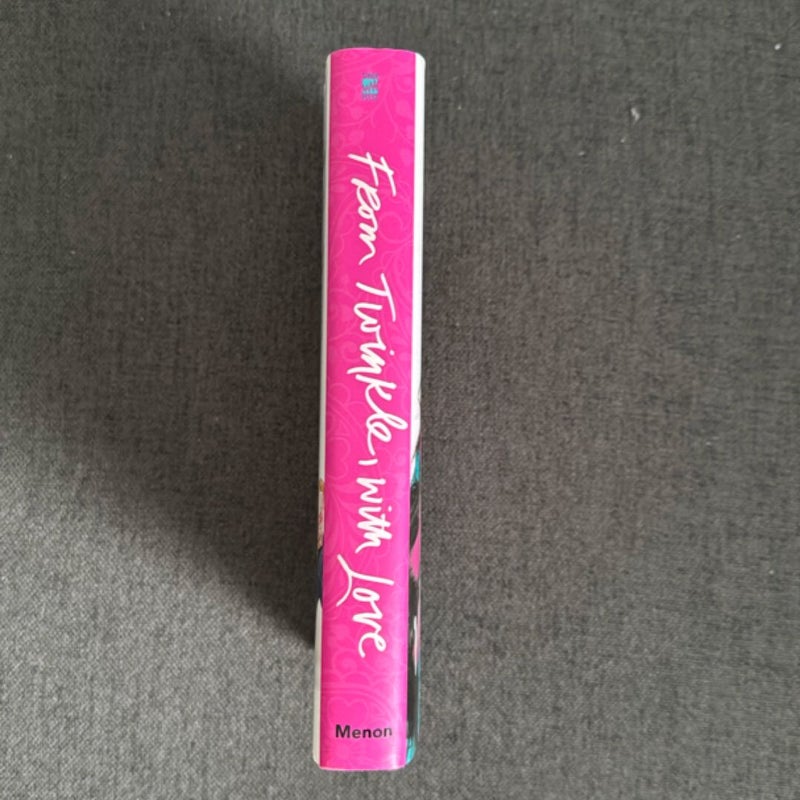 From Twinkle, with Love
Menon